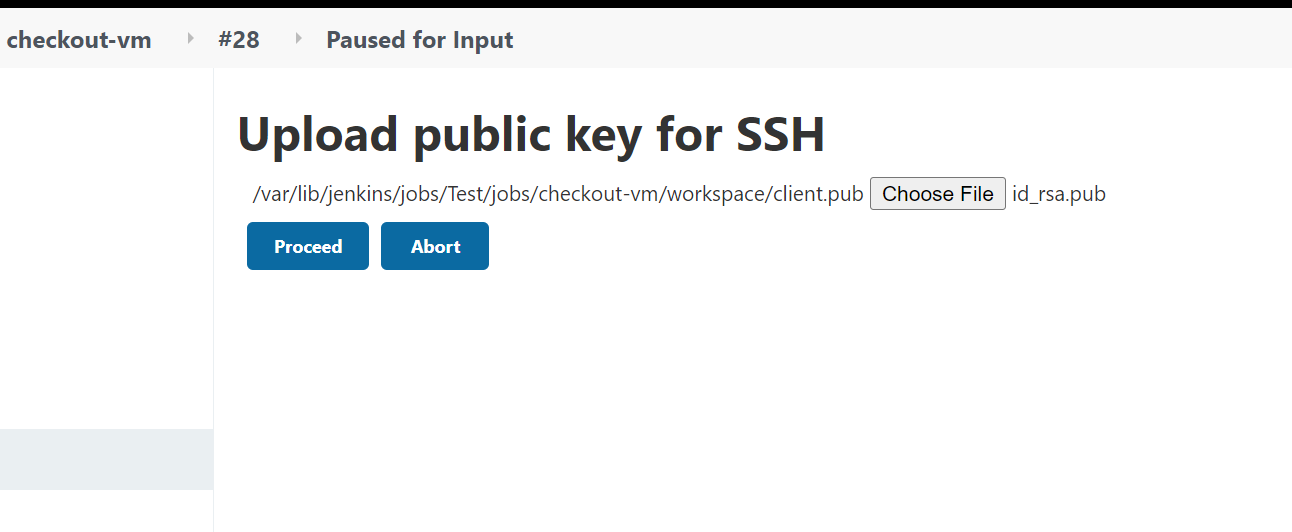 checkout-vm #28 Paused for Input
Upload public key for SSH
/var/lib/jenkins/jobs/Test/jobs/checkout-vm/workspace/client.pub Choose File id_rsa.pub
Proceed Abort